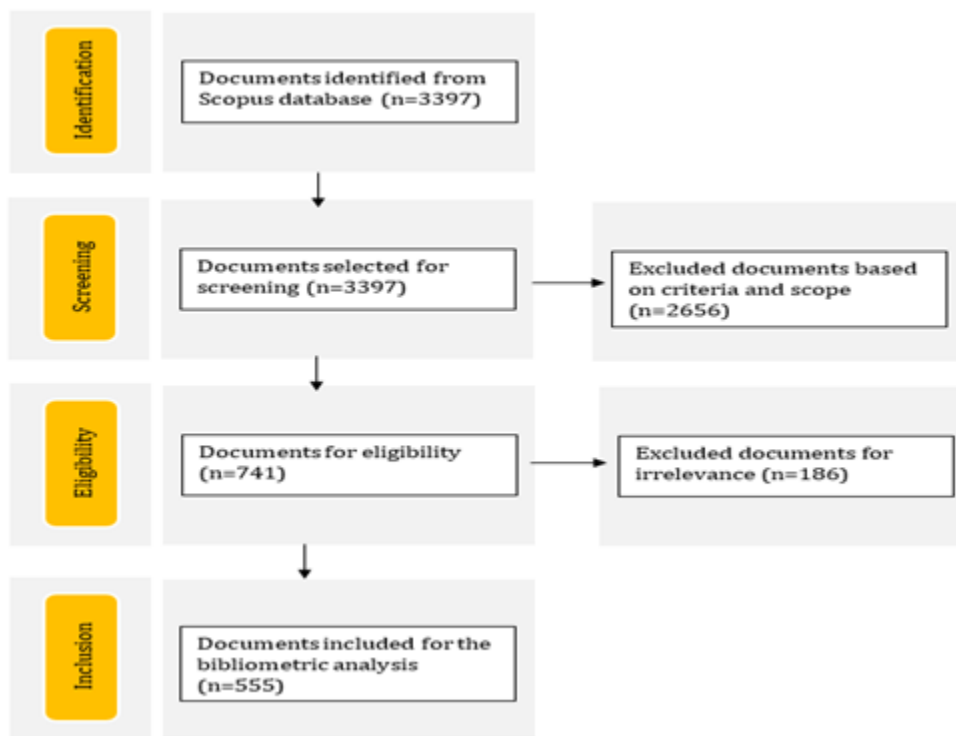 Identification
Documents identified from
Scopus database (n=3397)
Screening
Documents selected for
screening (n=3397)
Excluded documents based
on criteria and scope
(n=2656)
Eligibility
Documents for eligibility
(n=741)
Excluded documents for
irrelevance (n=186)
Inclusion
Documents included for the
bibliometric analysis
(n=555)